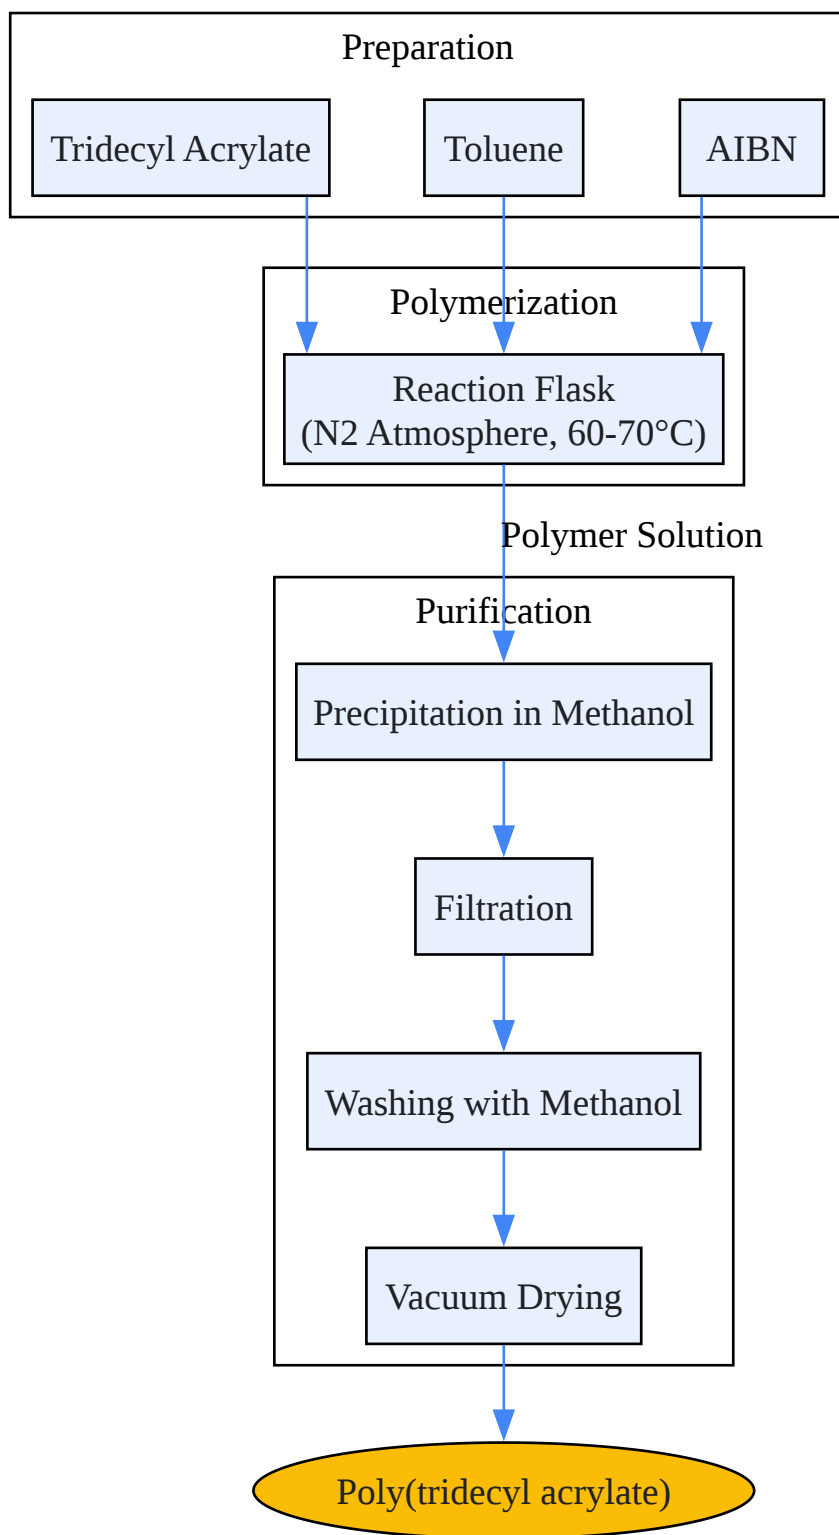 Preparation
Tridecyl Acrylate
Toluene
AIBN
Polymerization
Reaction Flask
(N2 Atmosphere, 60-70°C)
Polymer Solution
Purification
Precipitation in Methanol
Filtration
Washing with Methanol
Vacuum Drying
Poly(tridecyl acrylate)